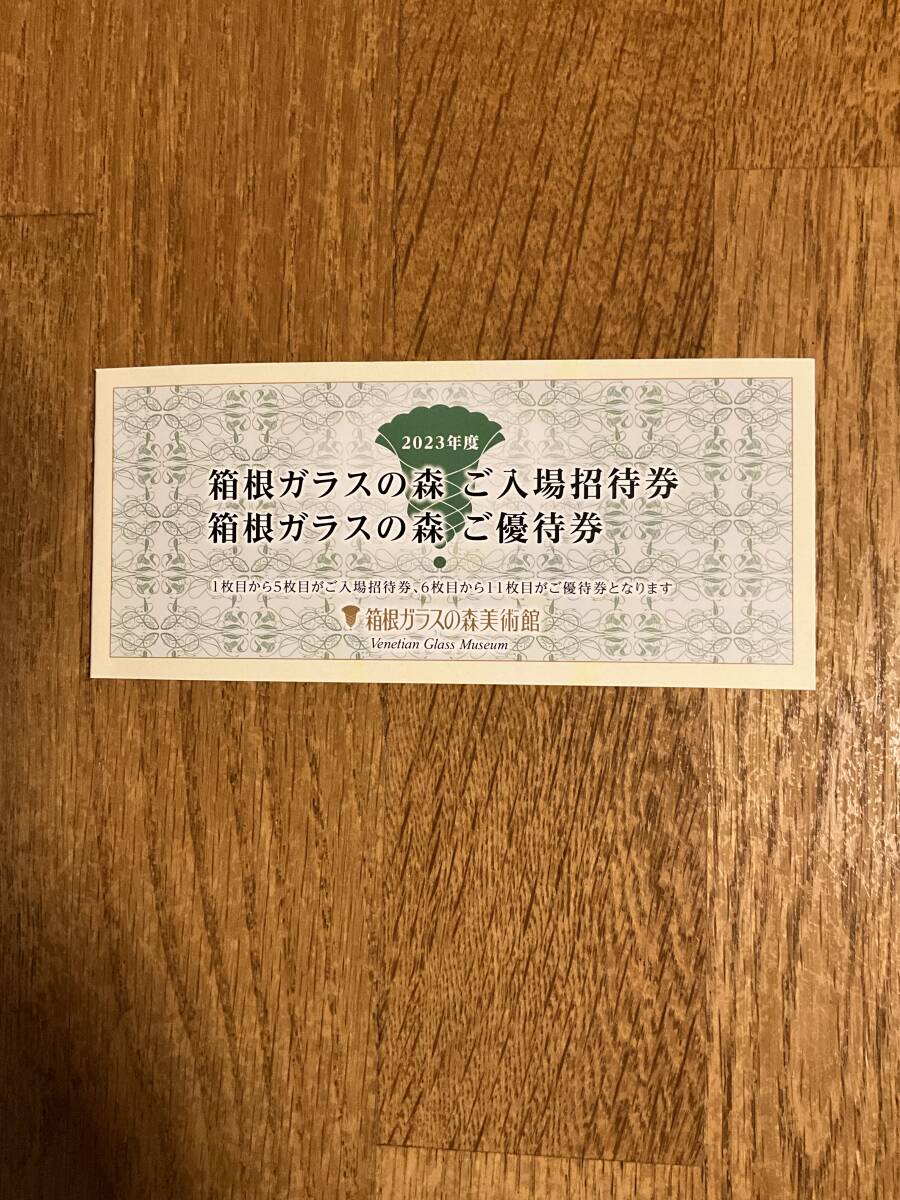 2023年度
箱根ガラスの森 ご入場招待券
箱根ガラスの森 ご優待券
1枚目から5枚目がご入場招待券、6枚目から11枚目がご優待券となります
箱根ガラスの森美術館
Venetian Glass Museum